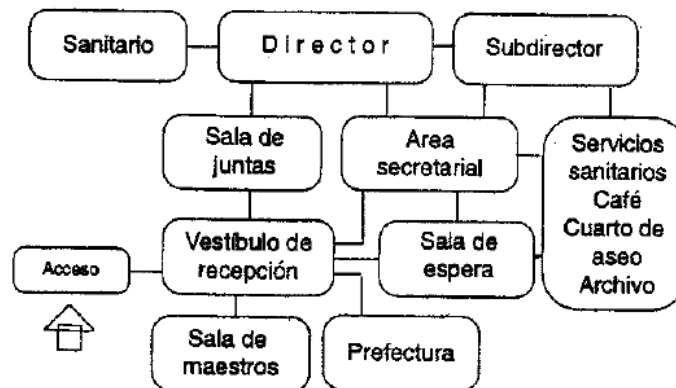 Sanitario
Director
Subdirector
Sala de
juntas
Area
secretarial
Servicios
sanitarios
Café
Cuarto de
aseo
Archivo
Acceso
Vestíbulo de
recepción
Sala de
espera
Sala de
maestros
Prefectura